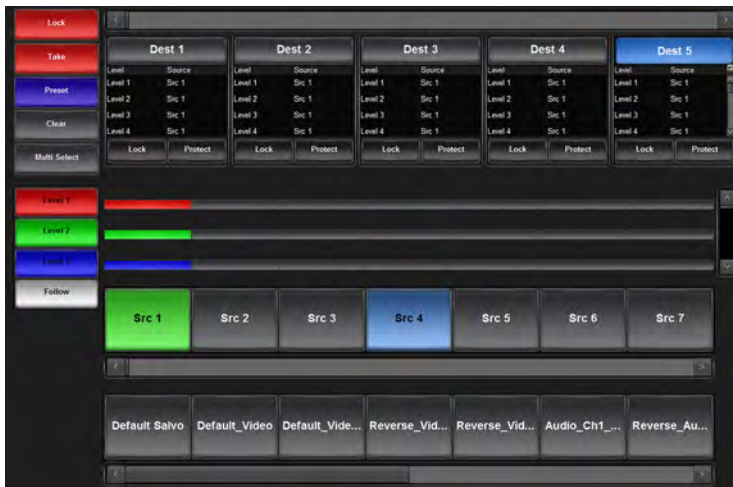 Lock
Take
Preset
Clear
Multi Select
Dest 1 Dest 2 Dest 3 Dest 4 Dest 5
Level Source Level Source Level Source Level Source Level Source
Level 1 Src 1 Level 1 Src 1 Level 1 Src 1 Level 1 Src 1 Level 1 Src 1
Level 2 Src 1 Level 2 Src 1 Level 2 Src 1 Level 2 Src 1 Level 2 Src 1
Level 3 Src 1 Level 3 Src 1 Level 3 Src 1 Level 3 Src 1 Level 3 Src 1
Level 4 Src 1 Level 4 Src 1 Level 4 Src 1 Level 4 Src 1 Level 4 Src 1
Lock Protect Lock Protect Lock Protect Lock Protect Lock Protect
Level 1
Level 2
Level 3
Follow
Src 1 Src 2 Src 3 Src 4 Src 5 Src 6 Src 7
Default Salvo Default_Video Default_Vide... Reverse_Vid... Reverse_Vid... Audio_Ch1_... Reverse_Au...